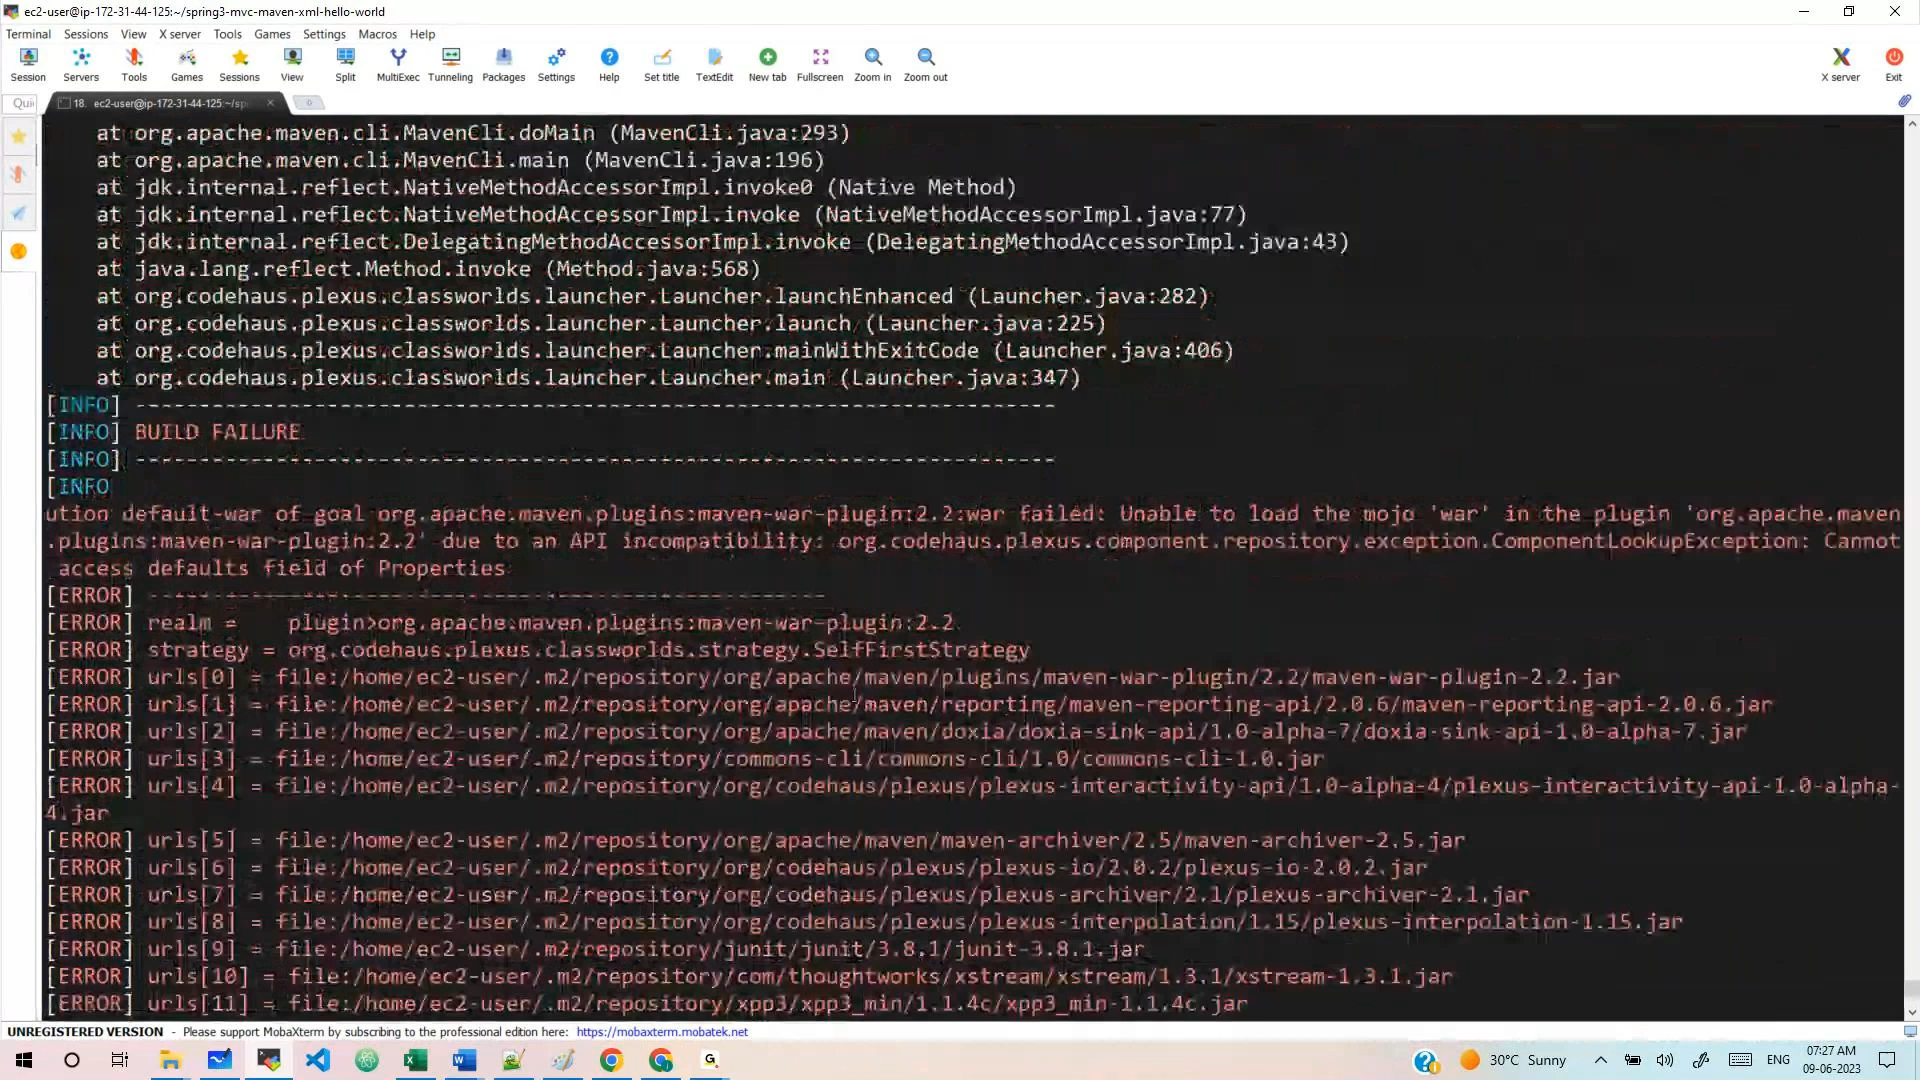 ec2-user@ip-172-31-44-125:~/spring3-mvc-maven-xml-hello-world
Terminal Sessions View X server Tools Games Settings Macros Help
Session Servers Tools Games Sessions View Split MultiExec Tunneling Packages Settings Help Set title TextEdit New tab Fullscreen Zoom in Zoom out X server Exit
Qui 18. ec2-user@ip-172-31-44-125:~/sp
at org.apache.maven.cli.MavenCli.doMain (MavenCli.java:293)
at org.apache.maven.cli.MavenCli.main (MavenCli.java:196)
at jdk.internal.reflect.NativeMethodAccessorImpl.invoke0 (Native Method)
at jdk.internal.reflect.NativeMethodAccessorImpl.invoke (NativeMethodAccessorImpl.java:77)
at jdk.internal.reflect.DelegatingMethodAccessorImpl.invoke (DelegatingMethodAccessorImpl.java:43)
at java.lang.reflect.Method.invoke (Method.java:568)
at org.codehaus.plexus.classworlds.launcher.Launcher.launchEnhanced (Launcher.java:282)
at org.codehaus.plexus.classworlds.launcher.Launcher.launch (Launcher.java:225)
at org.codehaus.plexus.classworlds.launcher.Launcher.mainWithExitCode (Launcher.java:406)
at org.codehaus.plexus.classworlds.launcher.Launcher.main (Launcher.java:347)
[INFO] ------------------------------------------------------------------------
[INFO] BUILD FAILURE
[INFO] ------------------------------------------------------------------------
[INFO
ution default-war of goal org.apache.maven.plugins:maven-war-plugin:2.2:war failed: Unable to load the mojo 'war' in the plugin 'org.apache.maven
.plugins:maven-war-plugin:2.2' due to an API incompatibility: org.codehaus.plexus.component.repository.exception.ComponentLookupException: Cannot
access defaults field of Properties
[ERROR] -----------------------------------------------------
[ERROR] realm =    plugin>org.apache.maven.plugins:maven-war-plugin:2.2
[ERROR] strategy = org.codehaus.plexus.classworlds.strategy.SelfFirstStrategy
[ERROR] urls[0] = file:/home/ec2-user/.m2/repository/org/apache/maven/plugins/maven-war-plugin/2.2/maven-war-plugin-2.2.jar
[ERROR] urls[1] = file:/home/ec2-user/.m2/repository/org/apache/maven/reporting/maven-reporting-api/2.0.6/maven-reporting-api-2.0.6.jar
[ERROR] urls[2] = file:/home/ec2-user/.m2/repository/org/apache/maven/doxia/doxia-sink-api/1.0-alpha-7/doxia-sink-api-1.0-alpha-7.jar
[ERROR] urls[3] = file:/home/ec2-user/.m2/repository/commons-cli/commons-cli/1.0/commons-cli-1.0.jar
[ERROR] urls[4] = file:/home/ec2-user/.m2/repository/org/codehaus/plexus/plexus-interactivity-api/1.0-alpha-4/plexus-interactivity-api-1.0-alpha-
4.jar
[ERROR] urls[5] = file:/home/ec2-user/.m2/repository/org/apache/maven/maven-archiver/2.5/maven-archiver-2.5.jar
[ERROR] urls[6] = file:/home/ec2-user/.m2/repository/org/codehaus/plexus/plexus-io/2.0.2/plexus-io-2.0.2.jar
[ERROR] urls[7] = file:/home/ec2-user/.m2/repository/org/codehaus/plexus/plexus-archiver/2.1/plexus-archiver-2.1.jar
[ERROR] urls[8] = file:/home/ec2-user/.m2/repository/org/codehaus/plexus/plexus-interpolation/1.15/plexus-interpolation-1.15.jar
[ERROR] urls[9] = file:/home/ec2-user/.m2/repository/junit/junit/3.8.1/junit-3.8.1.jar
[ERROR] urls[10] = file:/home/ec2-user/.m2/repository/com/thoughtworks/xstream/xstream/1.3.1/xstream-1.3.1.jar
[ERROR] urls[11] = file:/home/ec2-user/.m2/repository/xpp3/xpp3_min/1.1.4c/xpp3_min-1.1.4c.jar
UNREGISTERED VERSION - Please support MobaXterm by subscribing to the professional edition here: https://mobaxterm.mobatek.net
30°C Sunny ENG 07:27 AM
09-06-2023